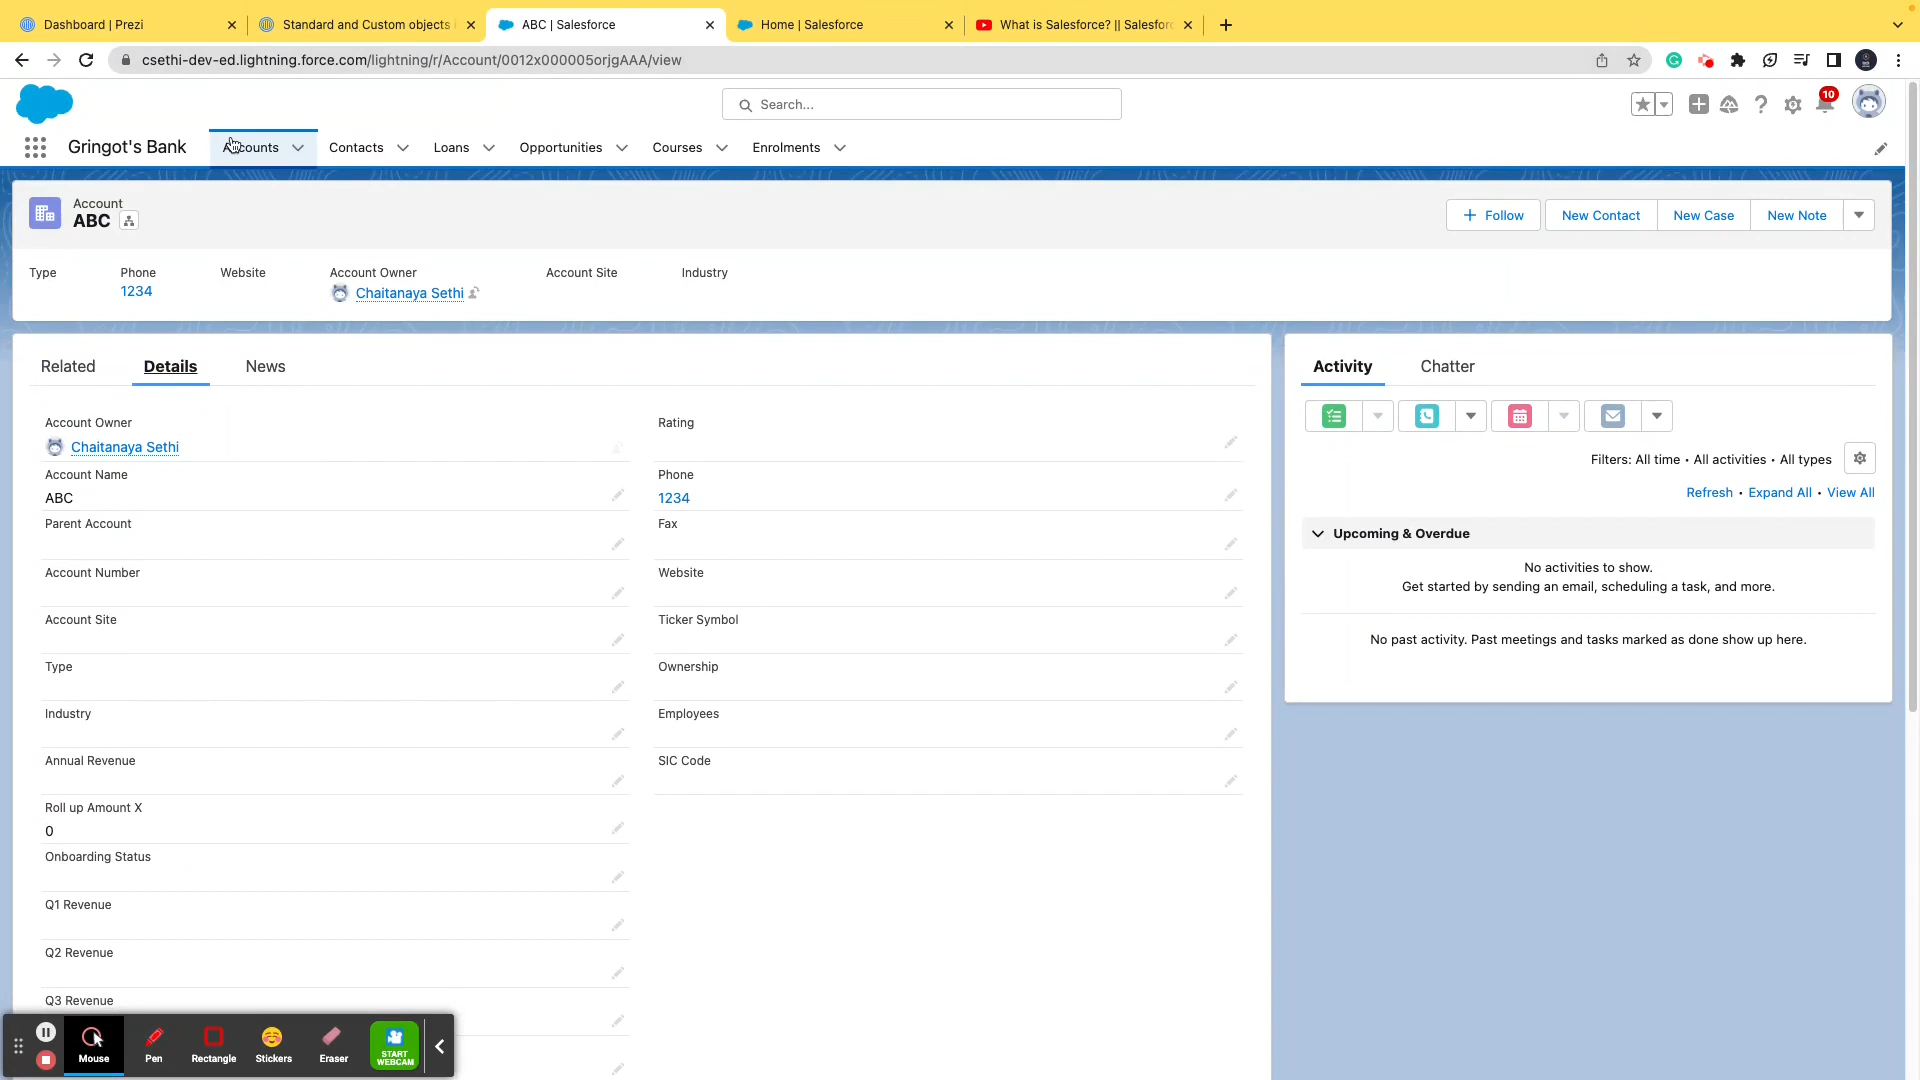 Dashboard | Prezi
Standard and Custom objects
ABC | Salesforce
Home | Salesforce
What is Salesforce? || Salesfor
csethi-dev-ed.lightning.force.com/lightning/r/Account/0012x000005orjgAAA/view
Search...
10
Gringot's Bank
Accounts
Contacts
Loans
Opportunities
Courses
Enrolments
Account
ABC
Follow
New Contact
New Case
New Note
Type
Phone
Website
Account Owner
Account Site
Industry
1234
Chaitanaya Sethi
Related
Details
News
Activity
Chatter
Account Owner
Chaitanaya Sethi
Rating
Account Name
ABC
Phone
1234
Parent Account
Fax
Account Number
Website
Account Site
Ticker Symbol
Type
Ownership
Industry
Employees
Annual Revenue
SIC Code
Roll up Amount X
0
Onboarding Status
Q1 Revenue
Q2 Revenue
Q3 Revenue
Filters: All time • All activities • All types
Refresh • Expand All • View All
Upcoming & Overdue
No activities to show.
Get started by sending an email, scheduling a task, and more.
No past activity. Past meetings and tasks marked as done show up here.
Mouse
Pen
Rectangle
Stickers
Eraser
START
WEBCAM